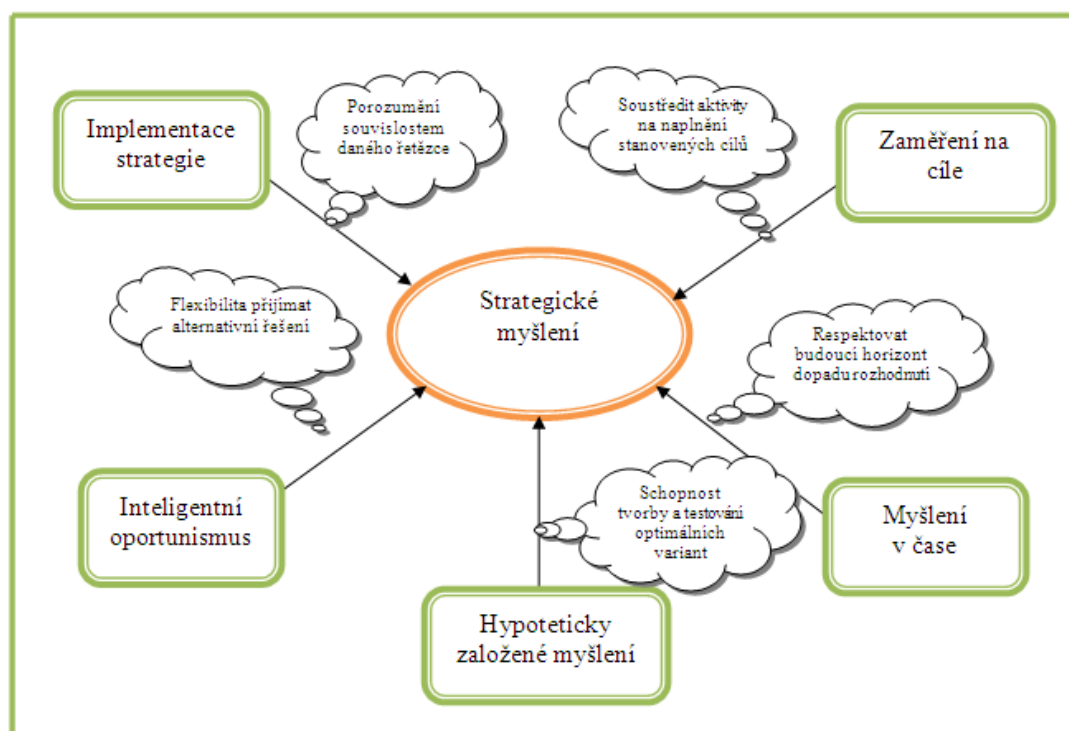 Implementace
strategie
Porozumění
souvislostem
daného řetězce
Soustředit aktivity
na naplnění
stanovených cílů
Zaměření na
cíle
Strategické
myšlení
Flexibilita přijímat
alternativní řešení
Respektovat
budoucí horizont
dopadu rozhodnutí
Inteligentní
oportunismus
Schopnost
tvorby a testování
optimálních
variant
Myšlení
v čase
Hypoteticky
založené myšlení